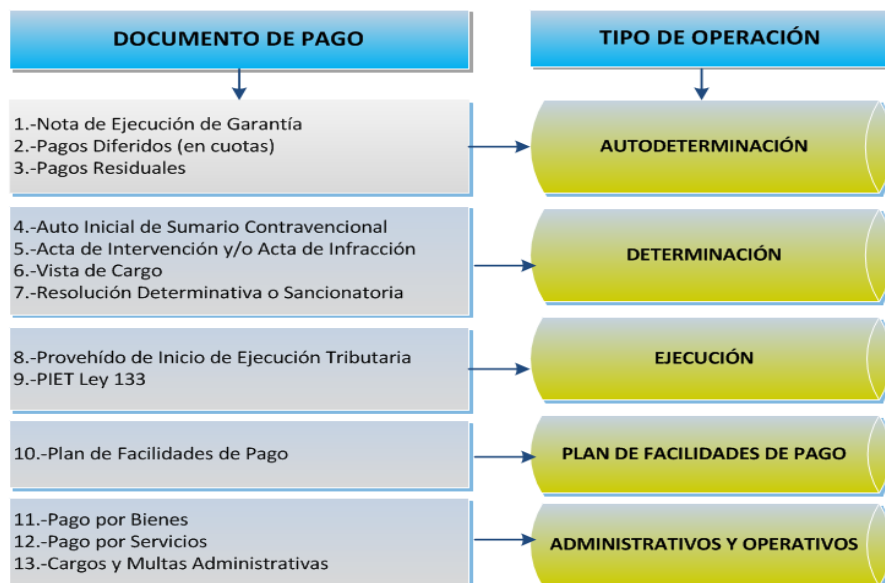 DOCUMENTO DE PAGO
TIPO DE OPERACIÓN
1.-Nota de Ejecución de Garantía
2.-Pagos Diferidos (en cuotas)
3.-Pagos Residuales
AUTODETERMINACIÓN
4.-Auto Inicial de Sumario Contravencional
5.-Acta de Intervención y/o Acta de Infracción
6.-Vista de Cargo
7.-Resolución Determinativa o Sancionatoria
DETERMINACIÓN
8.-Provehído de Inicio de Ejecución Tributaria
9.-PIET Ley 133
EJECUCIÓN
10.-Plan de Facilidades de Pago
PLAN DE FACILIDADES DE PAGO
11.-Pago por Bienes
12.-Pago por Servicios
13.-Cargos y Multas Administrativas
ADMINISTRATIVOS Y OPERATIVOS